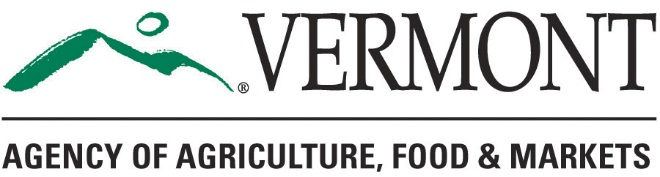 ® VERMONT
AGENCY OF AGRICULTURE, FOOD & MARKETS